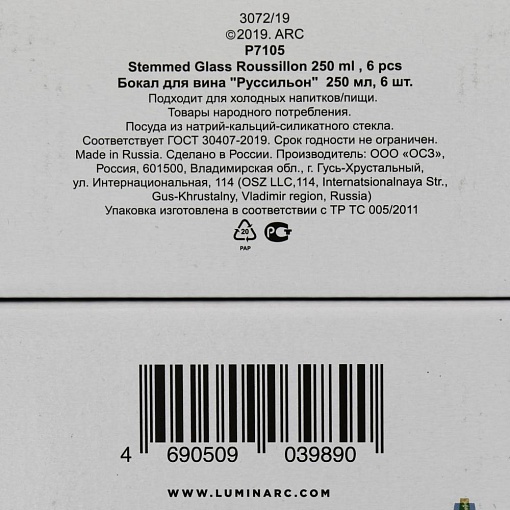 3072/19
©2019. ARC
P7105
Stemmed Glass Roussillon 250 ml , 6 pcs
Бокал для вина "Руссильон" 250 мл, 6 шт.
Подходит для холодных напитков/пищи.
Товары народного потребления.
Посуда из натрий-кальций-силикатного стекла.
Соответствует ГОСТ 30407-2019. Срок годности не ограничен.
Made in Russia. Сделано в России. Производитель: ООО «ОСЗ»,
Россия, 601500, Владимирская обл., г. Гусь-Хрустальный,
ул. Интернациональная, 114 (OSZ LLC,114, Internatsionalnaya Str.,
Gus-Khrustalny, Vladimir region, Russia)
Упаковка изготовлена в соответствии с ТР ТС 005/2011
20
PAP
РСТ
4 690509 039890
WWW.LUMINARC.COM